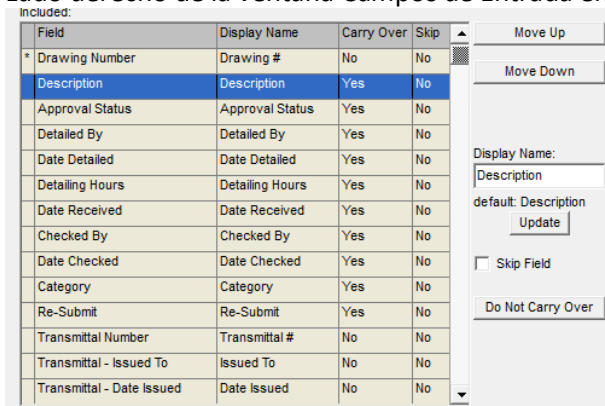 Included:
Field Display Name Carry Over Skip
* Drawing Number Drawing # No No
Description Description Yes No
Approval Status Approval Status Yes No
Detailed By Detailed By Yes No
Date Detailed Date Detailed Yes No
Detailing Hours Detailing Hours Yes No
Date Received Date Received Yes No
Checked By Checked By Yes No
Date Checked Date Checked Yes No
Category Category Yes No
Re-Submit Re-Submit Yes No
Transmittal Number Transmittal # No No
Transmittal - Issued To Issued To No No
Transmittal - Date Issued Date Issued No No
Move Up
Move Down
Display Name:
Description
default: Description
Update
Skip Field
Do Not Carry Over